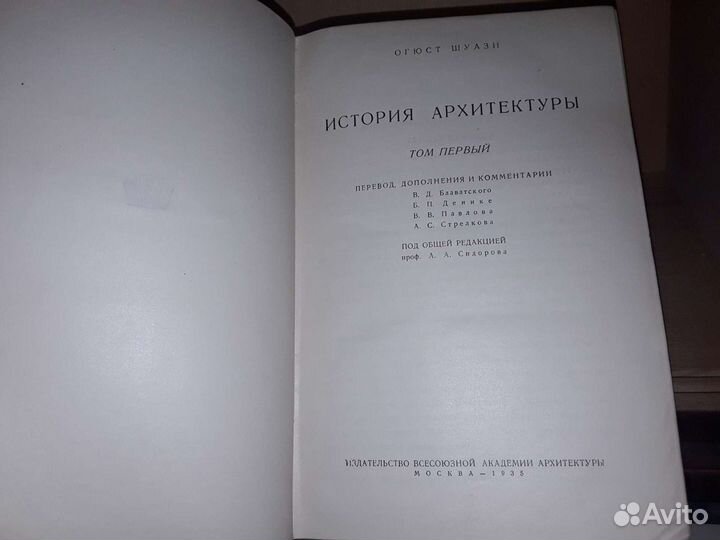 ОГЮСТ ШУАЗИ
ИСТОРИЯ АРХИТЕКТУРЫ
ТОМ ПЕРВЫЙ
ПЕРЕВОД, ДОПОЛНЕНИЯ И КОММЕНТАРИИ
В. Д. Блаватского
Б. П. Денике
В. В. Павлова
А. С. Стрелкова
ПОД ОБЩЕЙ РЕДАКЦИЕЙ
проф. А. А. Сидорова
ИЗДАТЕЛЬСТВО ВСЕСОЮЗНОЙ АКАДЕМИИ АРХИТЕКТУРЫ
МОСКВА — 1935
Avito